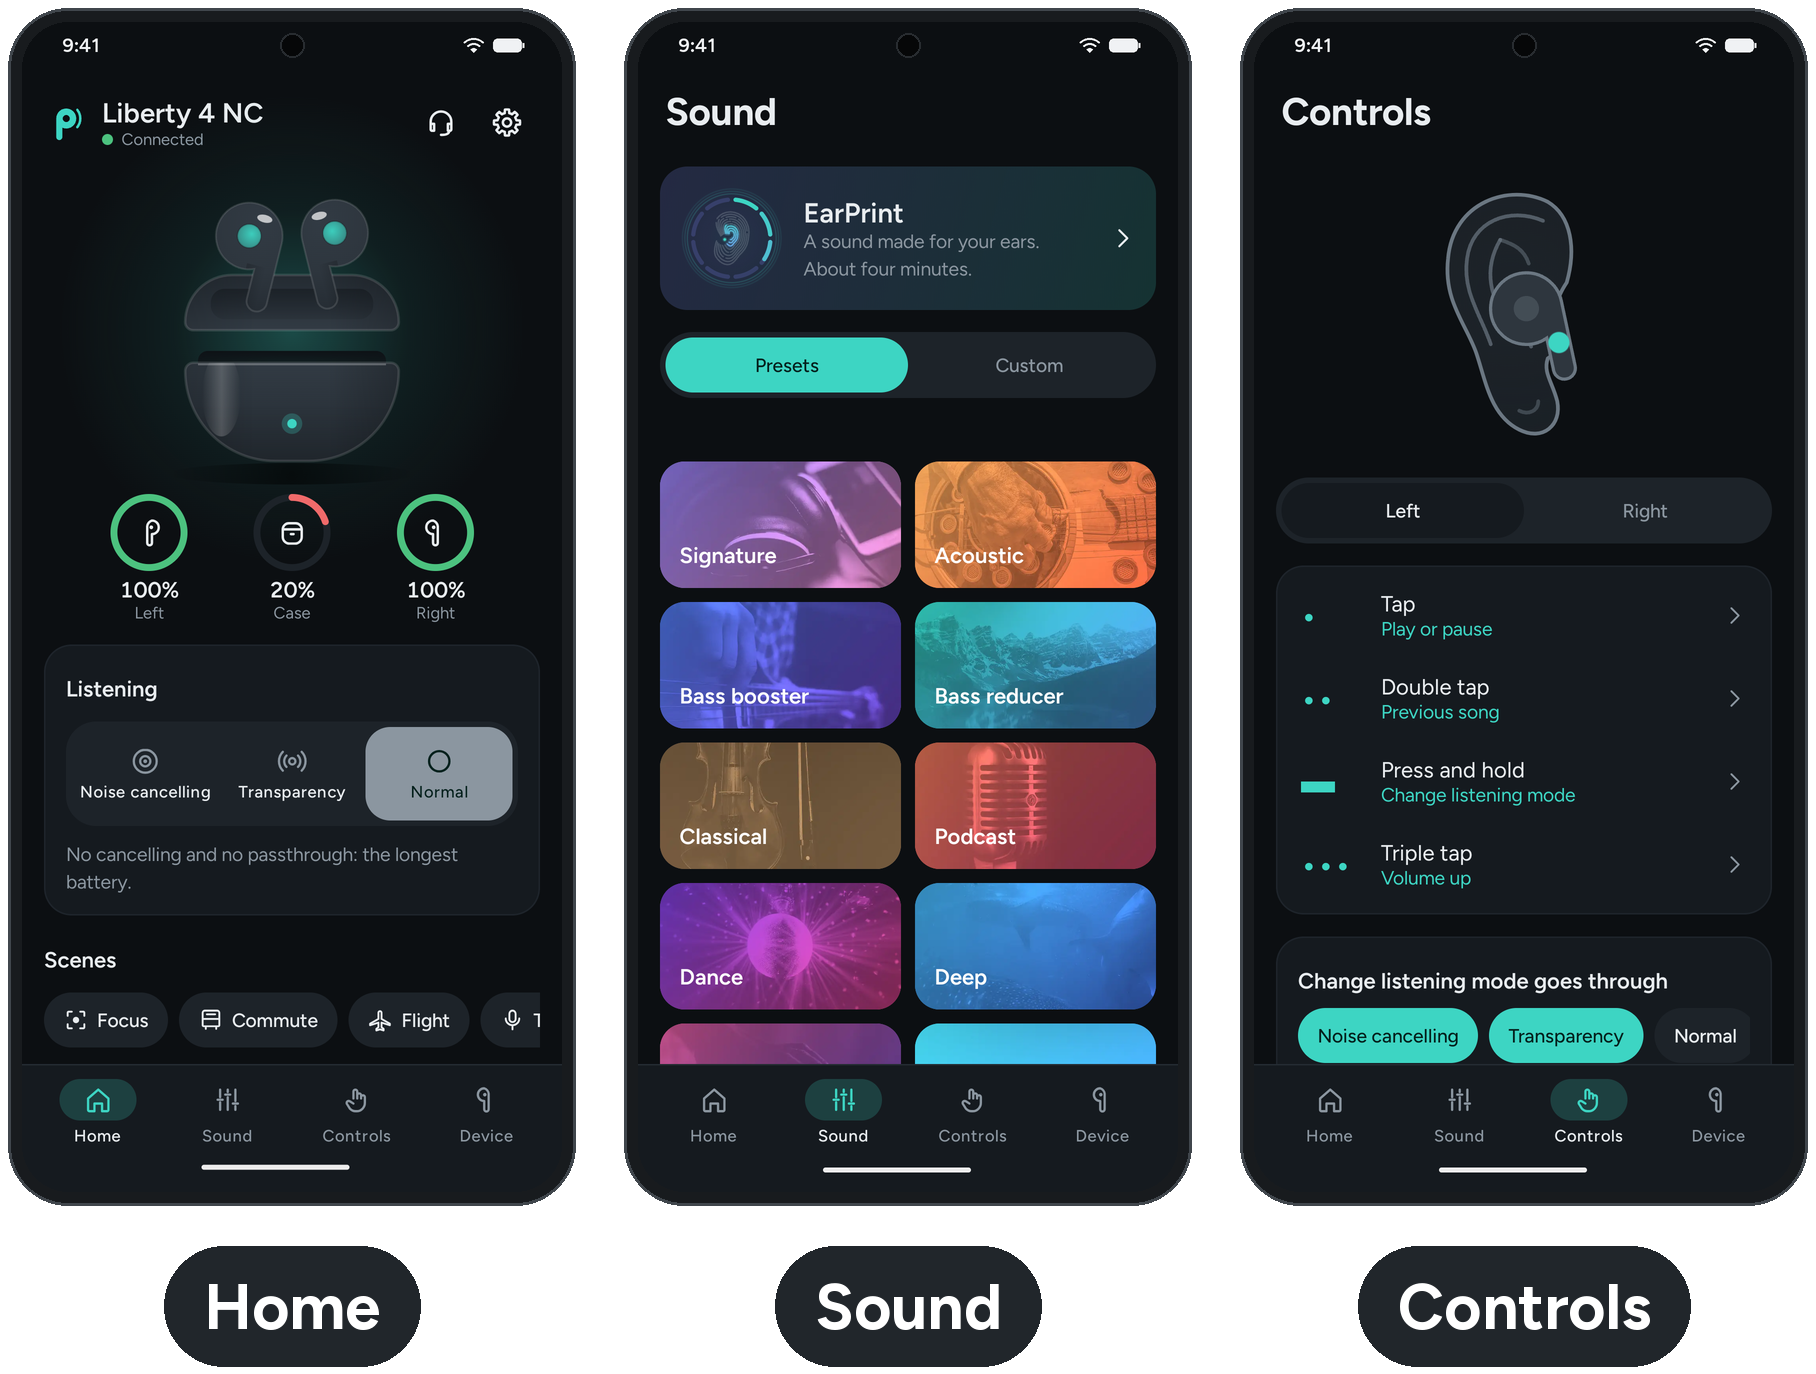 9:41
Liberty 4 NC
Connected
100%
Left
20%
Case
100%
Right
Listening
Noise cancelling
Transparency
Normal
No cancelling and no passthrough: the longest
battery.
Scenes
Focus
Commute
Flight
Home
Sound
Controls
Device
Home
9:41
Sound
EarPrint
A sound made for your ears.
About four minutes.
Presets
Custom
Signature
Acoustic
Bass booster
Bass reducer
Classical
Podcast
Dance
Deep
Home
Sound
Controls
Device
Sound
9:41
Controls
Left
Right
Tap
Play or pause
Double tap
Previous song
Press and hold
Change listening mode
Triple tap
Volume up
Change listening mode goes through
Noise cancelling
Transparency
Normal
Home
Sound
Controls
Device
Controls